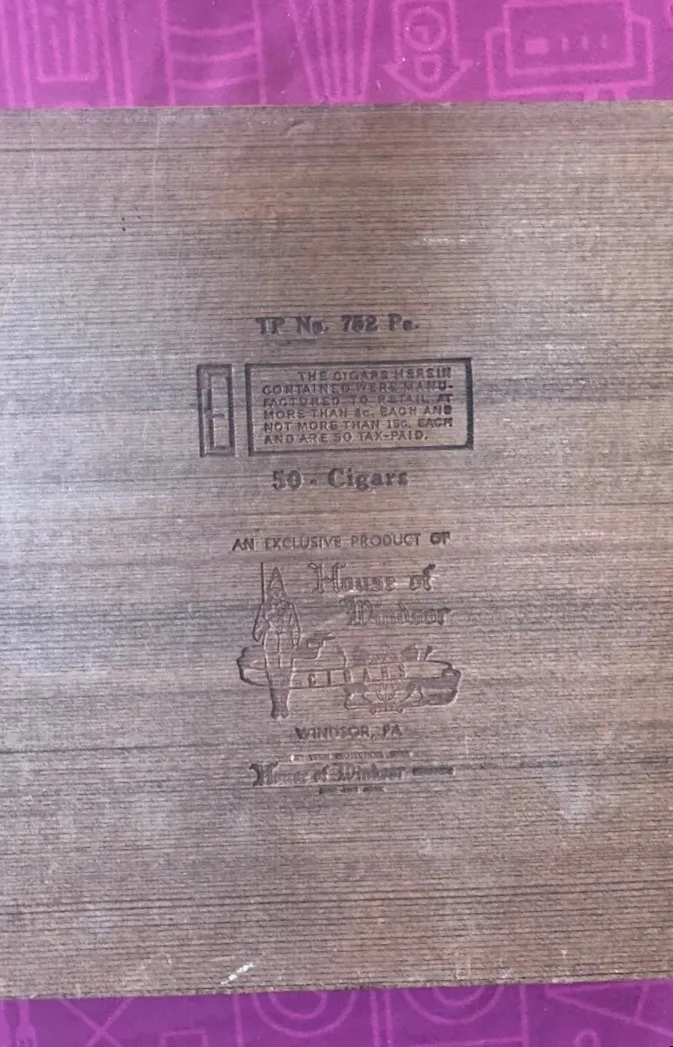 TP. No. 752 Pa.
E
THE CIGARS HEREIN
CONTAINED WERE MANU-
FACTURED TO RETAIL AT
MORE THAN 8c. EACH AND
NOT MORE THAN 15c. EACH
AND ARE SO TAX-PAID.
50 - Cigars
AN EXCLUSIVE PRODUCT OF
House of
Windsor
CIGARS
WINDSOR, PA
House of Windsor